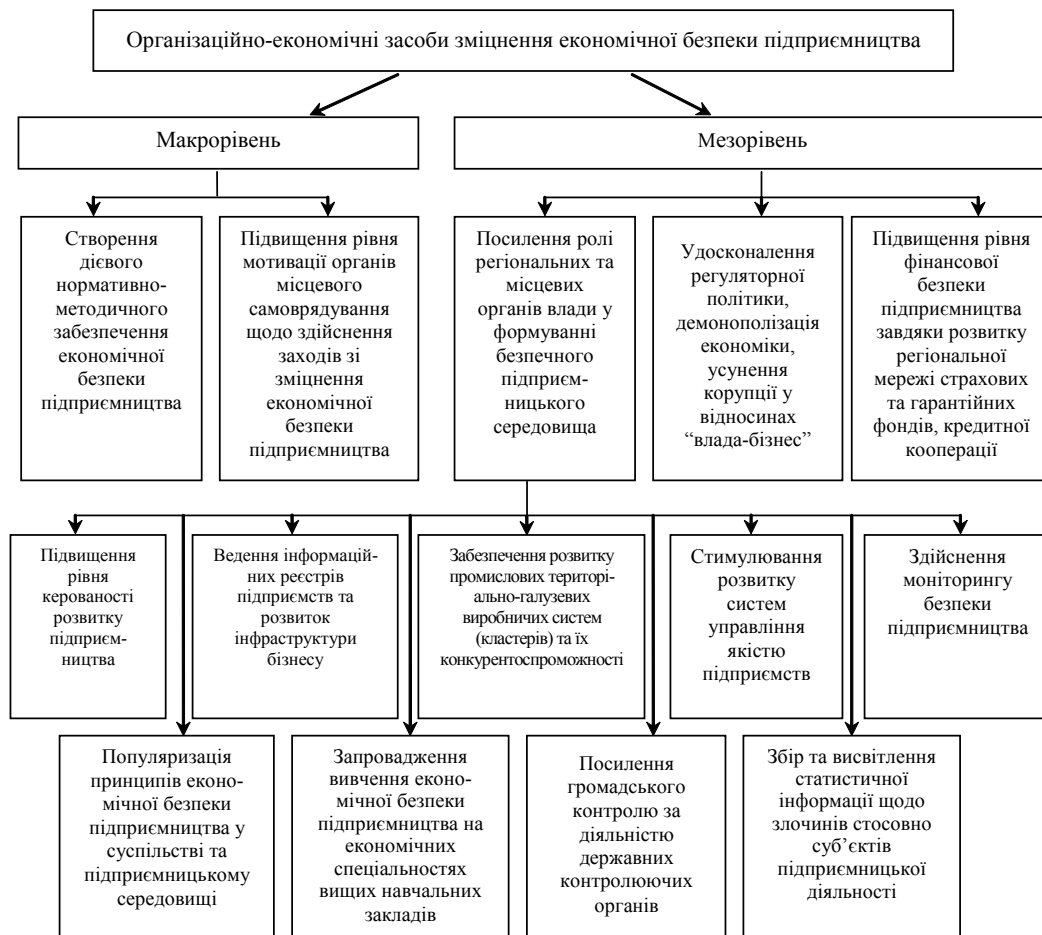 Організаційно-економічні засоби зміцнення економічної безпеки підприємництва
Макрорівень
Мезорівень
Створення
дієвого
нормативно-
методичного
забезпечення
економічної
безпеки
підприємництва
Підвищення рівня
мотивації органів
місцевого
самоврядування
щодо здійснення
заходів зі
зміцнення
економічної
безпеки
підприємництва
Посилення ролі
регіональних та
місцевих
органів влади у
формуванні
безпечного
підприєм-
ницького
середовища
Удосконалення
регуляторної
політики,
демонополізація
економіки,
усунення
корупції у
відносинах
“влада-бізнес”
Підвищення рівня
фінансової
безпеки
підприємництва
завдяки розвитку
регіональної
мережі страхових
та гарантійних
фондів, кредитної
кооперації
Підвищення
рівня
керованості
розвитку
підприєм-
ництва
Ведення інформацій-
них реєстрів
підприємств та
розвиток
інфраструктури
бізнесу
Забезпечення розвитку
промислових територі-
ально-галузевих
виробничих систем
(кластерів) та їх
конкурентоспроможності
Стимулювання
розвитку
систем
управління
якістю
підприємств
Здійснення
моніторингу
безпеки
підприємництва
Популяризація
принципів еконо-
мічної безпеки
підприємництва у
суспільстві та
підприємницькому
середовищі
Запровадження
вивчення еконо-
мічної безпеки
підприємництва на
економічних
спеціальностях
вищих навчальних
закладів
Посилення
громадського
контролю за
діяльністю
державних
контролюючих
органів
Збір та висвітлення
статистичної
інформації щодо
злочинів стосовно
суб’єктів
підприємницької
діяльності